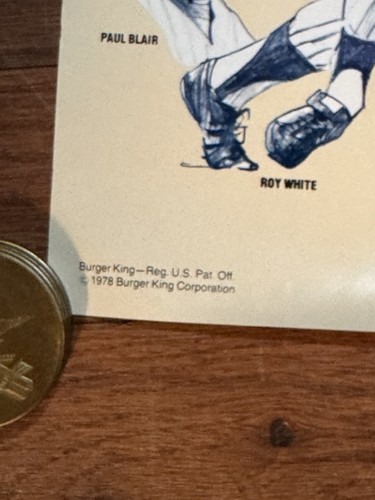 PAUL BLAIR
ROY WHITE
Burger King—Reg. U.S. Pat. Off.
© 1978 Burger King Corporation